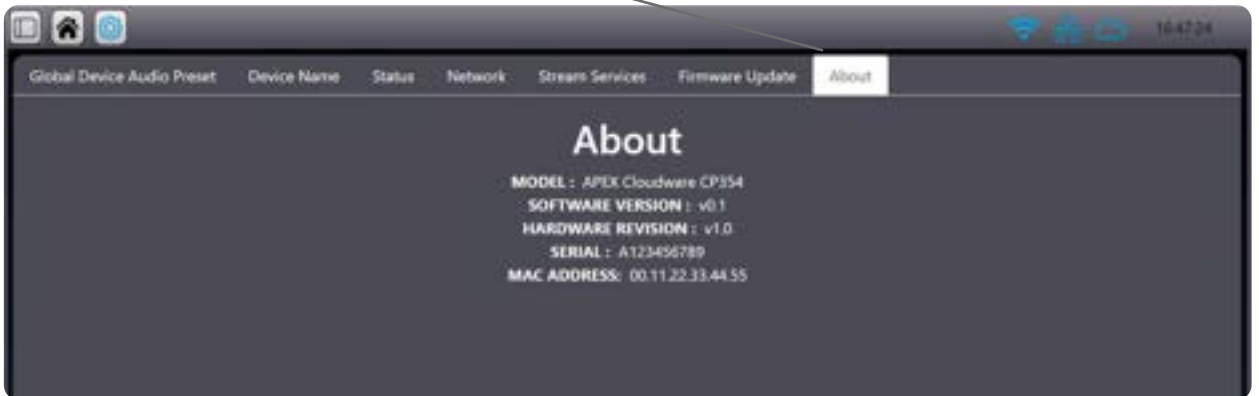 16:47:24
Global Device Audio Preset Device Name Status Network Stream Services Firmware Update About
About
MODEL : APEX Cloudware CP354
SOFTWARE VERSION : v0.1
HARDWARE REVISION : v1.0
SERIAL : A123456789
MAC ADDRESS: 00.11.22.33.44.55